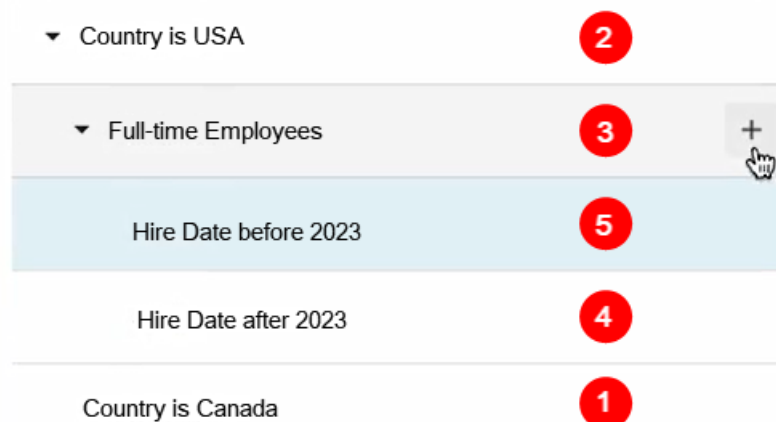 Country is USA 2
Full-time Employees 3 +
Hire Date before 2023 5
Hire Date after 2023 4
Country is Canada 1